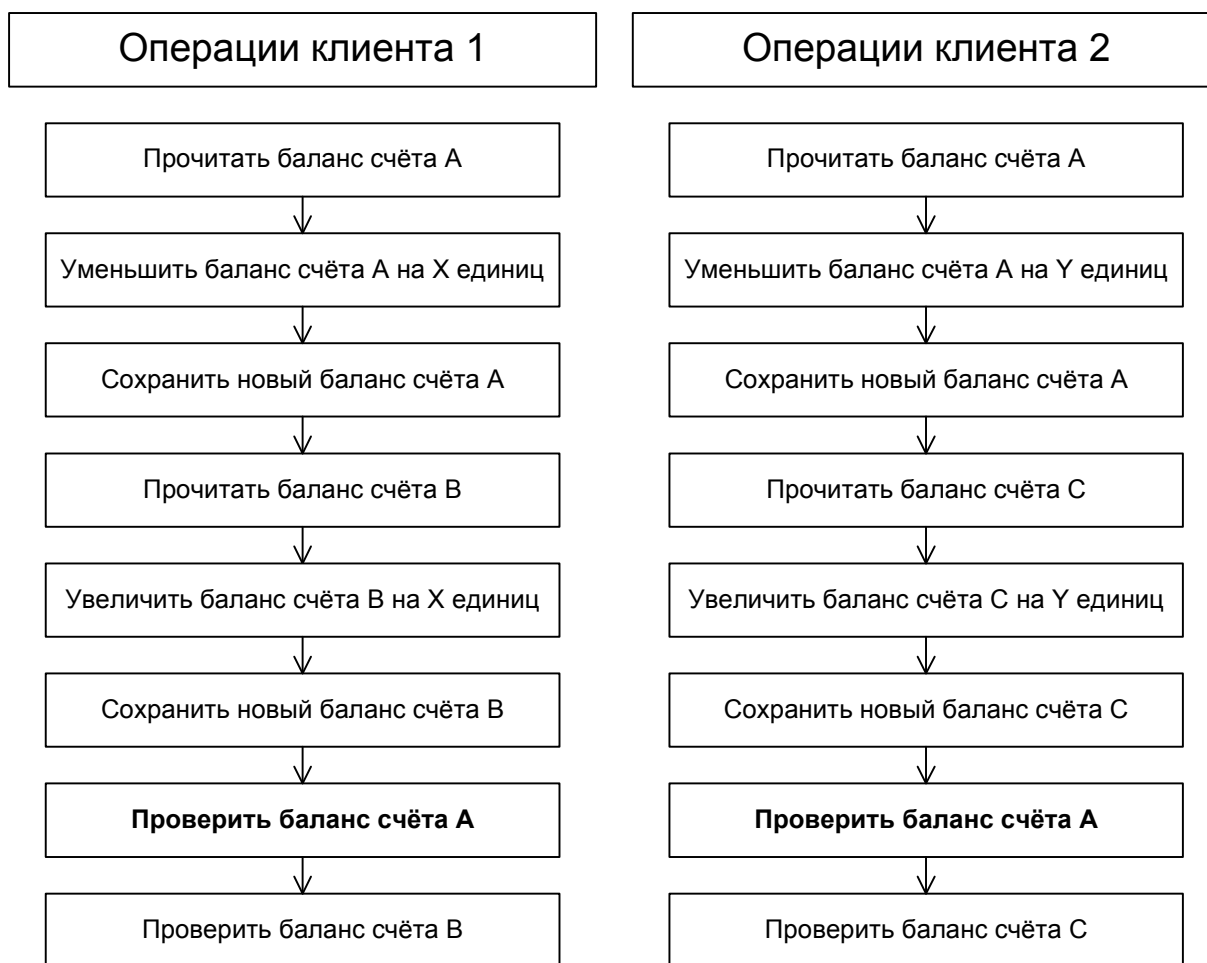 Операции клиента 1
Операции клиента 2
Прочитать баланс счёта A
Прочитать баланс счёта A
Уменьшить баланс счёта A на X единиц
Уменьшить баланс счёта A на Y единиц
Сохранить новый баланс счёта A
Сохранить новый баланс счёта A
Прочитать баланс счёта B
Прочитать баланс счёта C
Увеличить баланс счёта B на X единиц
Увеличить баланс счёта C на Y единиц
Сохранить новый баланс счёта B
Сохранить новый баланс счёта C
Проверить баланс счёта A
Проверить баланс счёта A
Проверить баланс счёта B
Проверить баланс счёта C